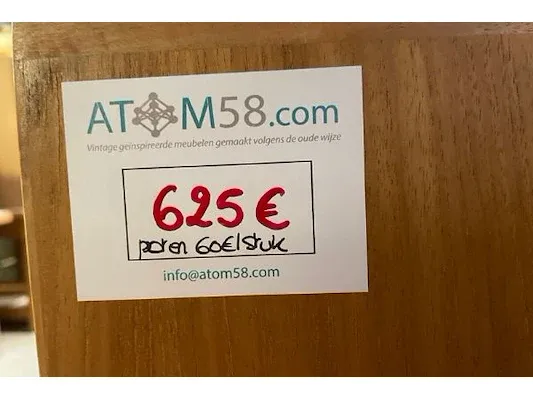 ATOM58.com
Vintage geïnspireerde meubelen gemaakt volgens de oude wijze
625€
poten 60€/stuk
info@atom58.com